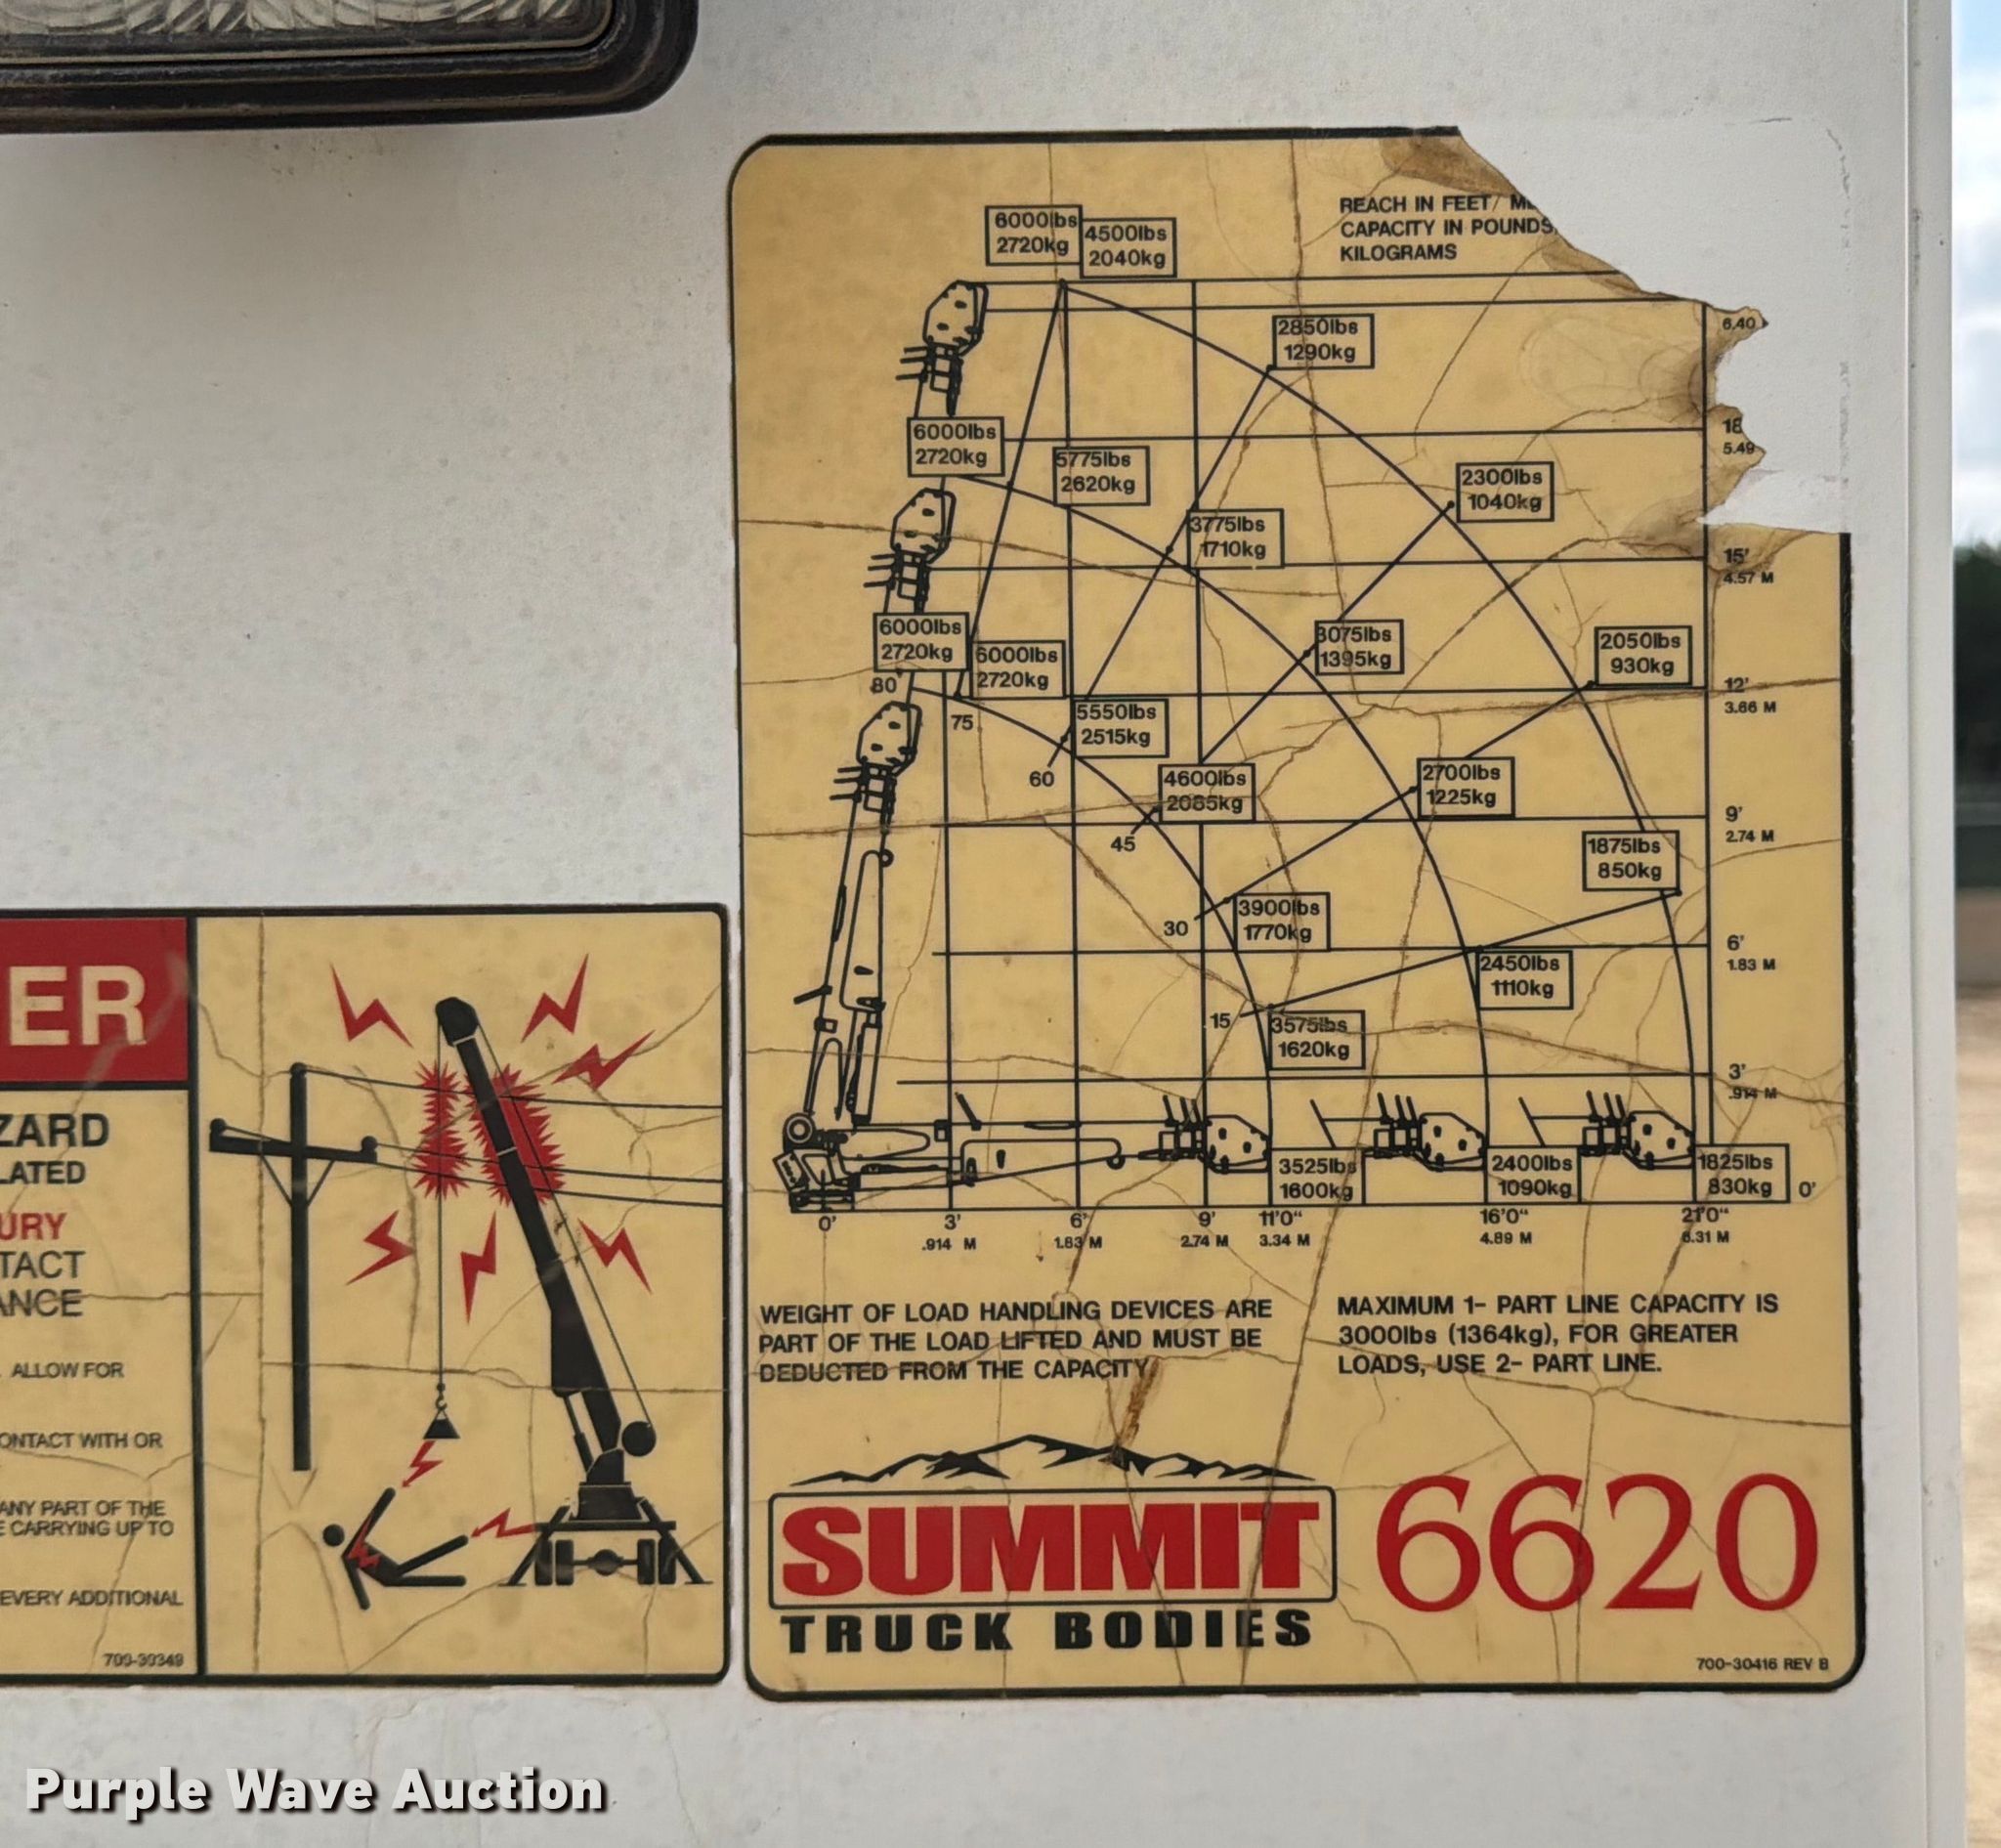 REACH IN FEET/
CAPACITY IN POUNDS,
KILOGRAMS
6000lbs
2720kg
4500lbs
2040kg
2850lbs
1290kg
6.40
6000lbs
2720kg
5775lbs
2620kg
18
5.49
2300lbs
1040kg
3775lbs
1710kg
15'
4.57 M
6000lbs
2720kg
6000lbs
2720kg
3075lbs
1395kg
2050lbs
930kg
80
12'
3.66 M
75
5550lbs
2515kg
60
4600lbs
2085kg
2700lbs
1225kg
9'
2.74 M
45
1875lbs
850kg
3900lbs
1770kg
30
6'
1.83 M
2450lbs
1110kg
15
3575lbs
1620kg
3'
.914 M
3525lbs
1600kg
2400lbs
1090kg
1825lbs
830kg
0'
0' 3' 6' 9' 11'0" 16'0" 21'0"
.914 M 1.83 M 2.74 M 3.34 M 4.89 M 6.31 M
WEIGHT OF LOAD HANDLING DEVICES ARE
PART OF THE LOAD LIFTED AND MUST BE
DEDUCTED FROM THE CAPACITY
MAXIMUM 1- PART LINE CAPACITY IS
3000lbs (1364kg), FOR GREATER
LOADS, USE 2- PART LINE.
SUMMIT
TRUCK BODIES
6620
700-30416 REV B
ER
ZARD
LATED
URY
TACT
ANCE
ALLOW FOR
ONTACT WITH OR
ANY PART OF THE
E CARRYING UP TO
EVERY ADDITIONAL
700-30349
Purple Wave Auction